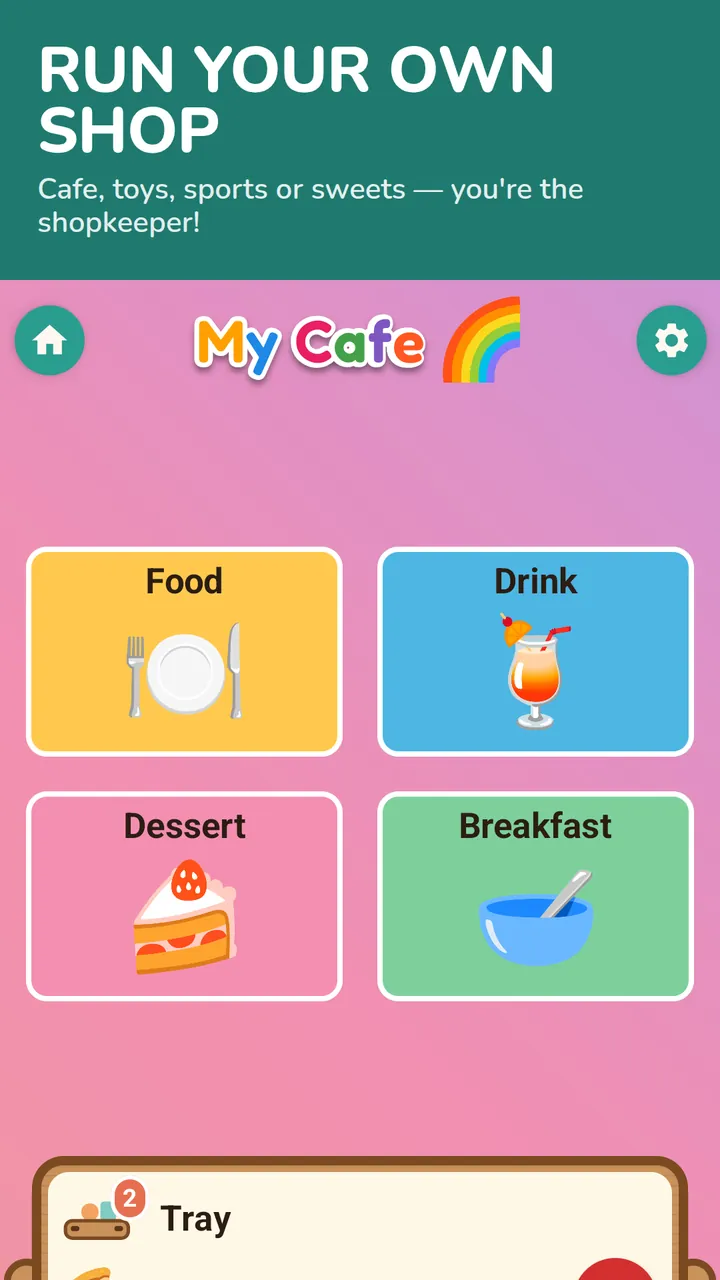 RUN YOUR OWN
SHOP
Cafe, toys, sports or sweets — you're the
shopkeeper!
My Cafe
Food
Drink
Dessert
Breakfast
2
Tray